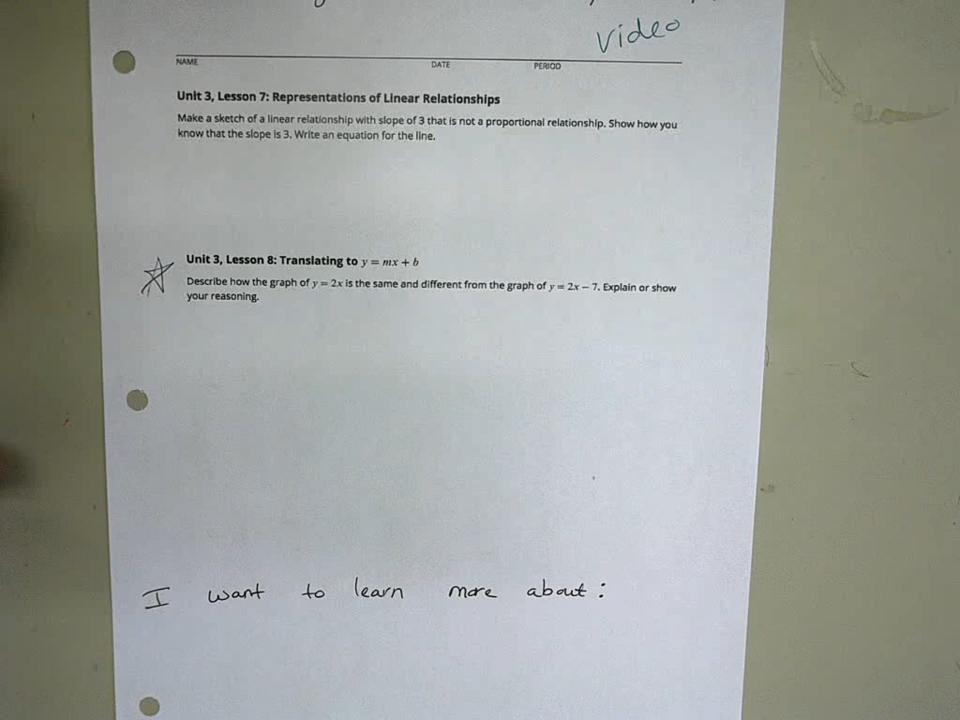 video
NAME DATE PERIOD
Unit 3, Lesson 7: Representations of Linear Relationships
Make a sketch of a linear relationship with slope of 3 that is not a proportional relationship. Show how you
know that the slope is 3. Write an equation for the line.
Unit 3, Lesson 8: Translating to y = mx + b
Describe how the graph of y = 2x is the same and different from the graph of y = 2x − 7. Explain or show
your reasoning.
I want to learn more about: